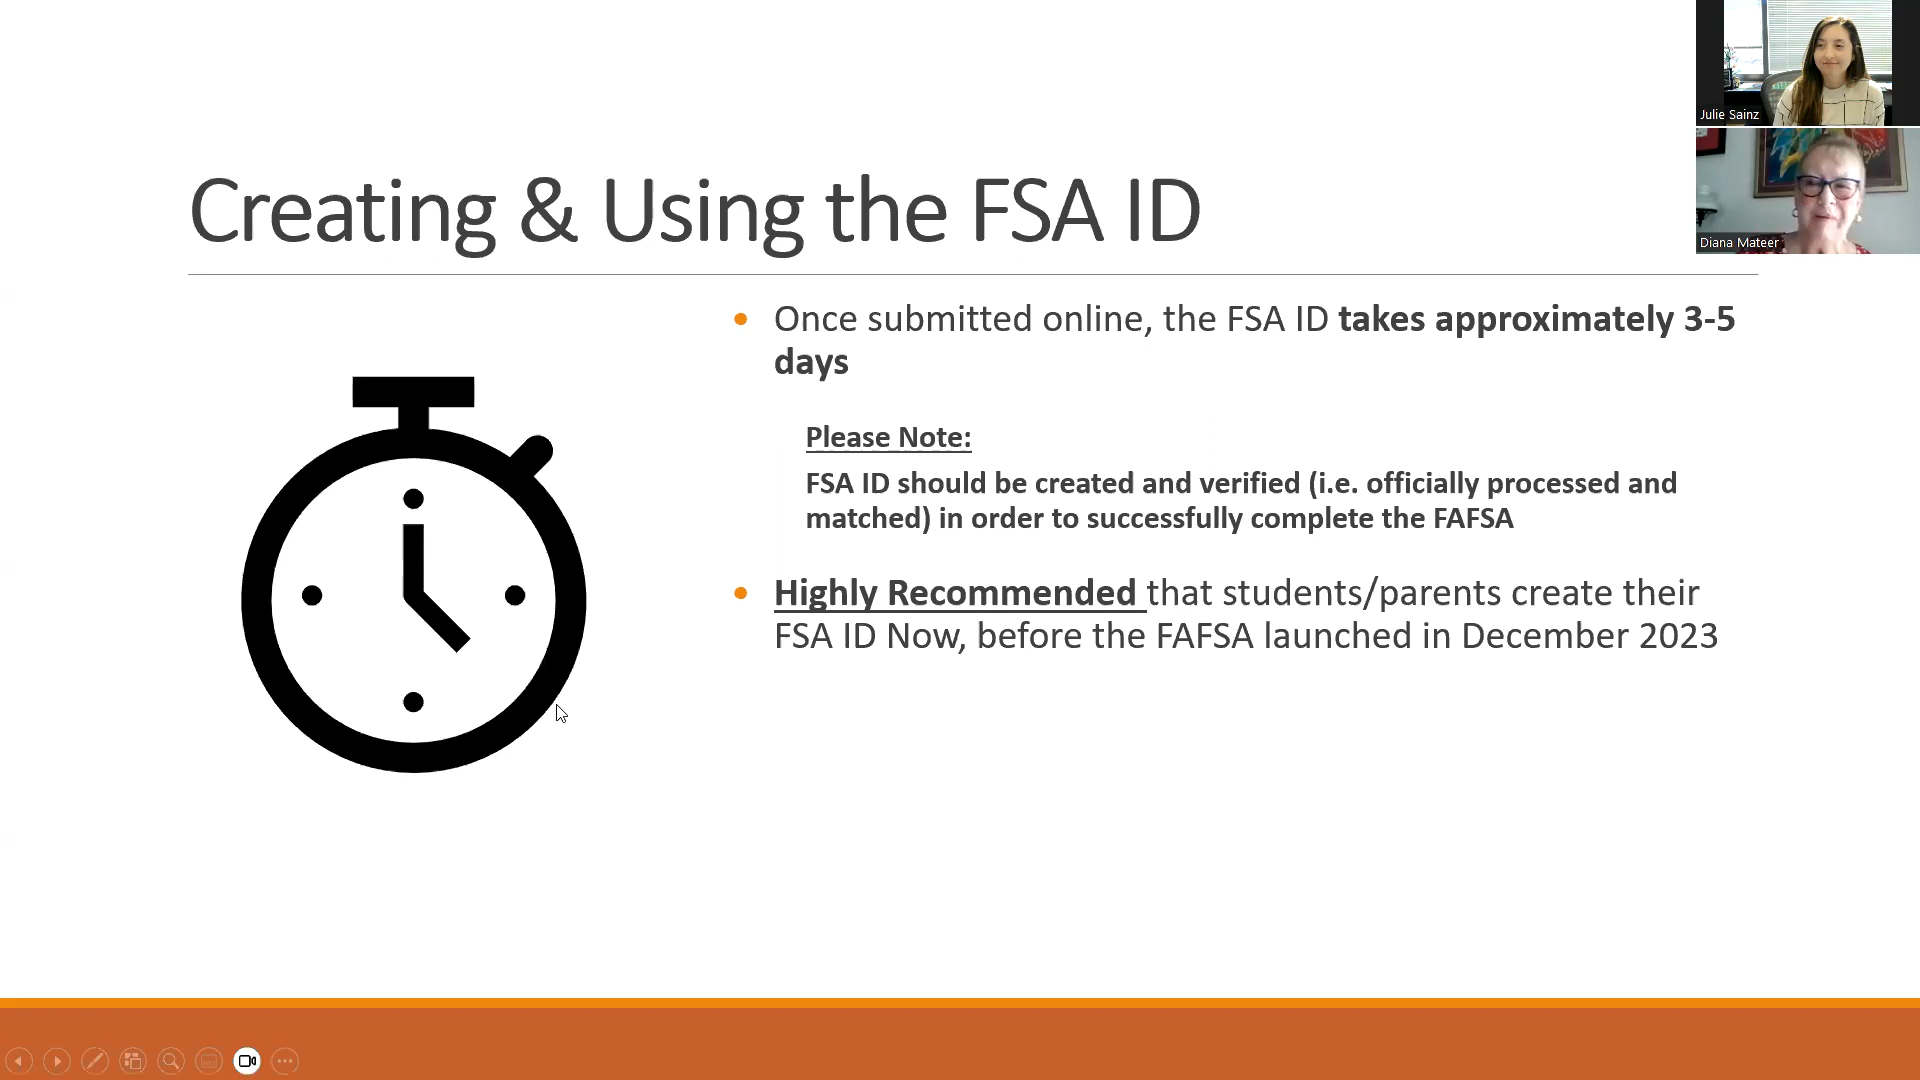 Creating & Using the FSA ID
Julie Sainz
Diana Mateer
• Once submitted online, the FSA ID takes approximately 3-5
days
Please Note:
FSA ID should be created and verified (i.e. officially processed and
matched) in order to successfully complete the FAFSA
• Highly Recommended that students/parents create their
FSA ID Now, before the FAFSA launched in December 2023